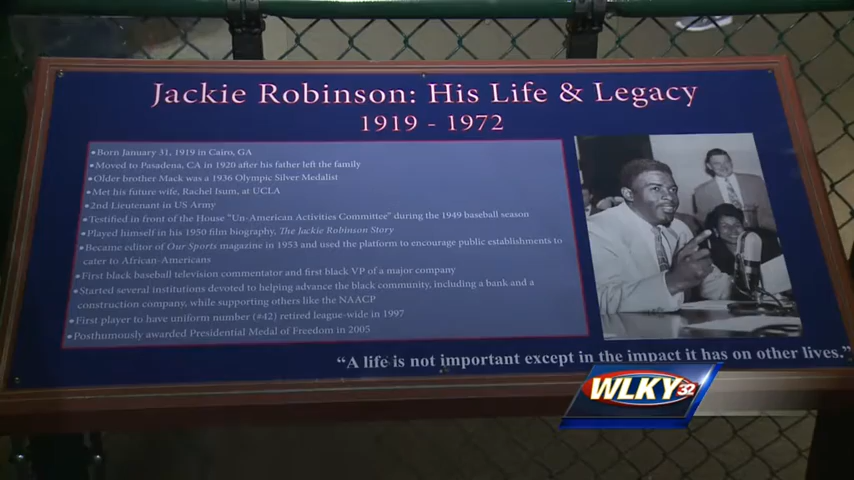 Jackie Robinson: His Life & Legacy
1919 - 1972
•Born January 31, 1919 in Cairo, GA
•Moved to Pasadena, CA in 1920 after his father left the family
•Older brother Mack was a 1936 Olympic Silver Medalist
•Met his future wife, Rachel Isum, at UCLA
•2nd Lieutenant in US Army
•Testified in front of the House "Un-American Activities Committee" during the 1949 baseball season
•Played himself in his 1950 film biography, The Jackie Robinson Story
•Became editor of Our Sports magazine in 1953 and used the platform to encourage public establishments to
cater to African-Americans
•First black baseball television commentator and first black VP of a major company
•Started several institutions devoted to helping advance the black community, including a bank and a
construction company, while supporting others like the NAACP
•First player to have uniform number (#42) retired league-wide in 1997
•Posthumously awarded Presidential Medal of Freedom in 2005
“A life is not important except in the impact it has on other lives.”
WLKY 32